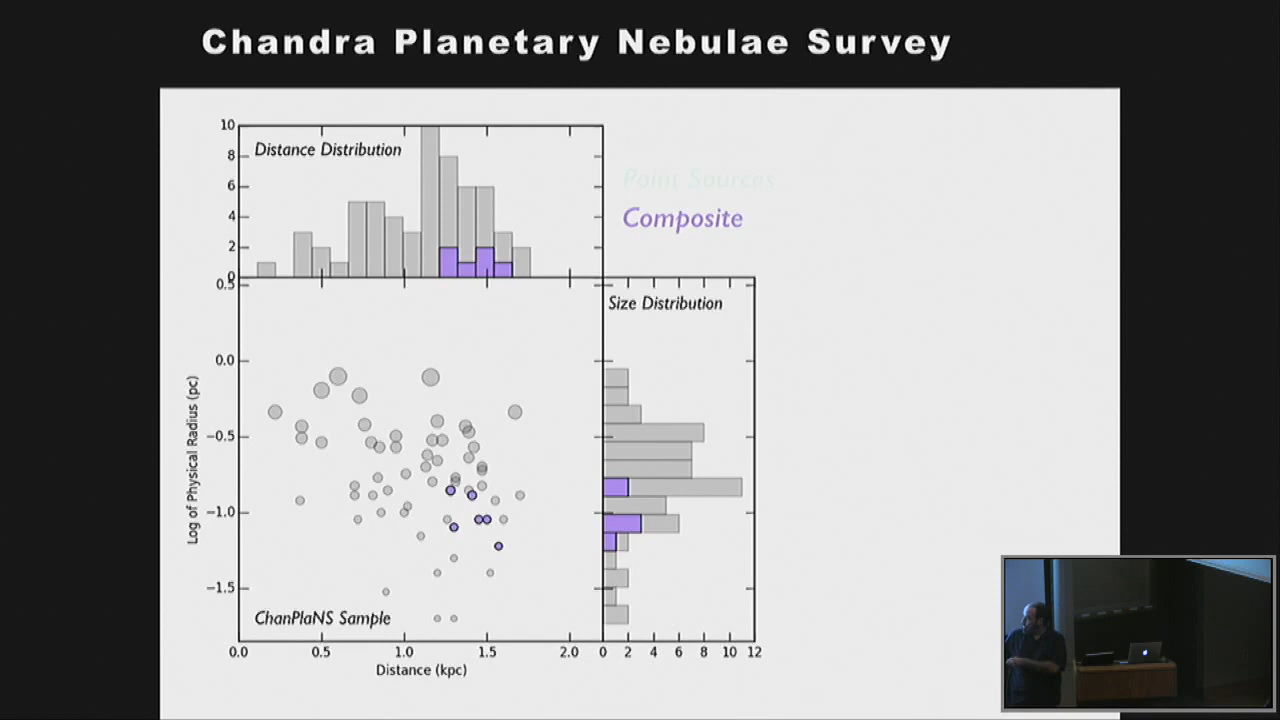 Chandra Planetary Nebulae Survey
10
8
6
4
2
0
Distance Distribution
Point Sources
Composite
0.5
0.0
−0.5
−1.0
−1.5
Log of Physical Radius (pc)
Size Distribution
ChanPlaNS Sample
0.0 0.5 1.0 1.5 2.0
0 2 4 6 8 10 12
Distance (kpc)